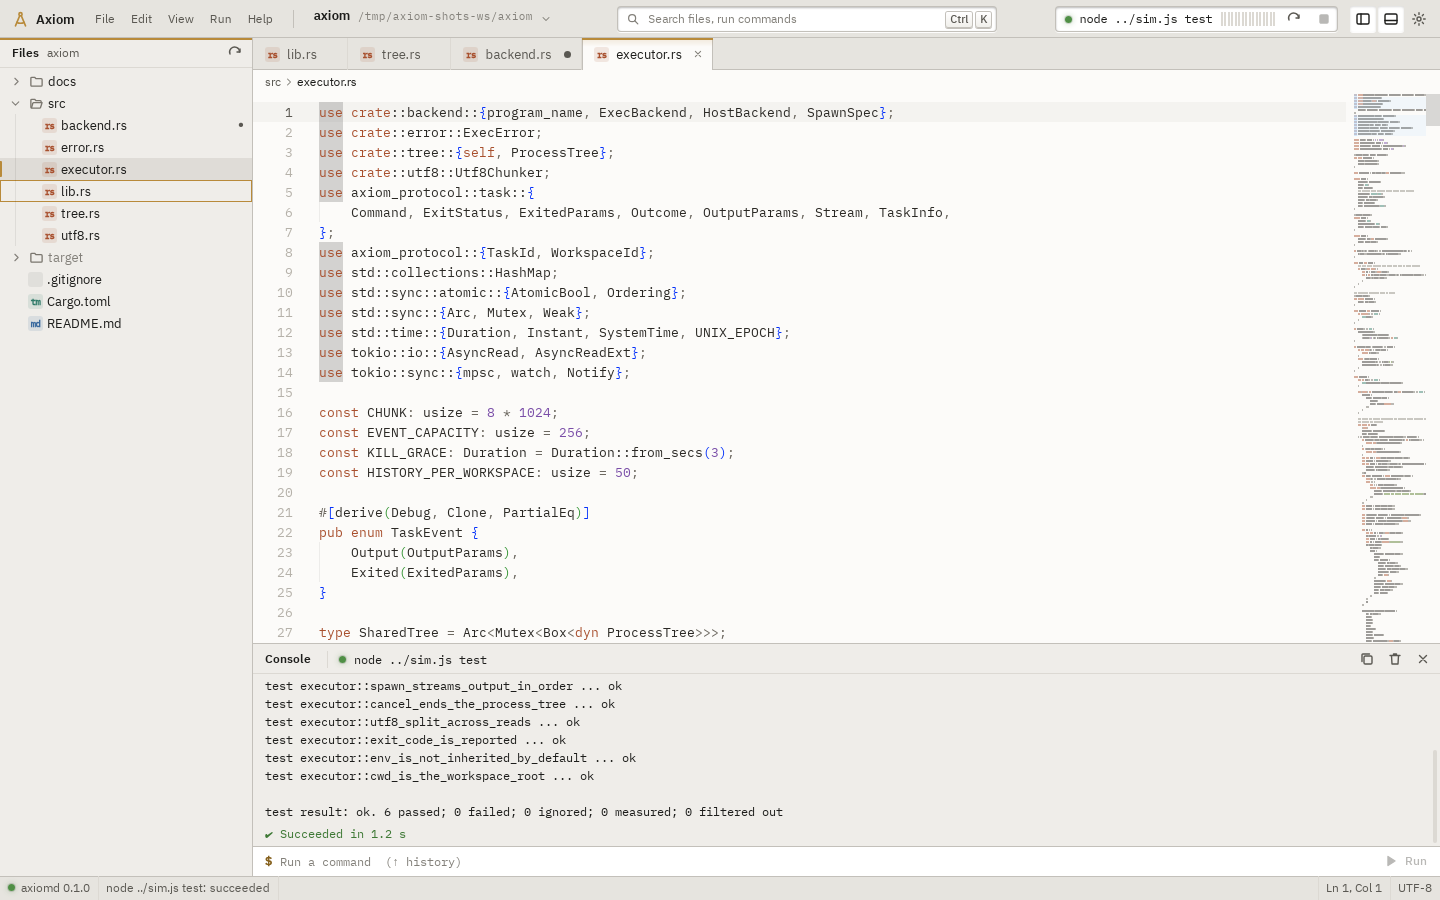 Axiom File Edit View Run Help axiom /tmp/axiom-shots-ws/axiom Search files, run commands Ctrl K node ../sim.js test
Files axiom
docs
src
backend.rs
error.rs
executor.rs
lib.rs
tree.rs
utf8.rs
target
.gitignore
Cargo.toml
README.md
lib.rs tree.rs backend.rs executor.rs
src > executor.rs
1 use crate::backend::{program_name, ExecBackend, HostBackend, SpawnSpec};
2 use crate::error::ExecError;
3 use crate::tree::{self, ProcessTree};
4 use crate::utf8::Utf8Chunker;
5 use axiom_protocol::task::{
6     Command, ExitStatus, ExitedParams, Outcome, OutputParams, Stream, TaskInfo,
7 };
8 use axiom_protocol::{TaskId, WorkspaceId};
9 use std::collections::HashMap;
10 use std::sync::atomic::{AtomicBool, Ordering};
11 use std::sync::{Arc, Mutex, Weak};
12 use std::time::{Duration, Instant, SystemTime, UNIX_EPOCH};
13 use tokio::io::{AsyncRead, AsyncReadExt};
14 use tokio::sync::{mpsc, watch, Notify};
15
16 const CHUNK: usize = 8 * 1024;
17 const EVENT_CAPACITY: usize = 256;
18 const KILL_GRACE: Duration = Duration::from_secs(3);
19 const HISTORY_PER_WORKSPACE: usize = 50;
20
21 #[derive(Debug, Clone, PartialEq)]
22 pub enum TaskEvent {
23     Output(OutputParams),
24     Exited(ExitedParams),
25 }
26
27 type SharedTree = Arc<Mutex<Box<dyn ProcessTree>>>;
Console node ../sim.js test
test executor::spawn_streams_output_in_order ... ok
test executor::cancel_ends_the_process_tree ... ok
test executor::utf8_split_across_reads ... ok
test executor::exit_code_is_reported ... ok
test executor::env_is_not_inherited_by_default ... ok
test executor::cwd_is_the_workspace_root ... ok
test result: ok. 6 passed; 0 failed; 0 ignored; 0 measured; 0 filtered out
✔ Succeeded in 1.2 s
$ Run a command (↑ history) Run
axiomd 0.1.0 node ../sim.js test: succeeded Ln 1, Col 1 UTF-8